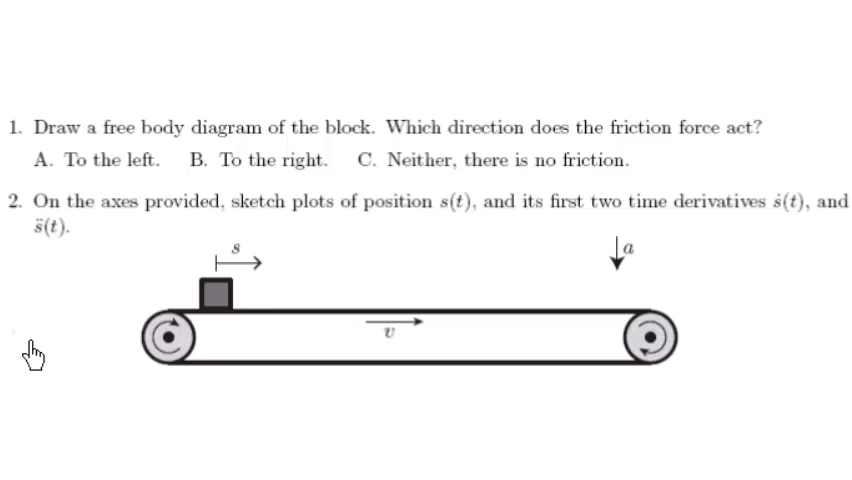 1. Draw a free body diagram of the block. Which direction does the friction force act?
A. To the left. B. To the right. C. Neither, there is no friction.
2. On the axes provided, sketch plots of position s(t), and its first two time derivatives ṡ(t), and
s̈(t).
s
a
v